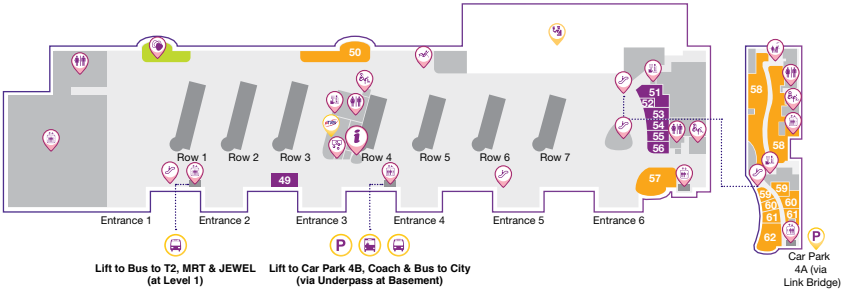 50
58
51
52
53
54
55
56
i
Row 1
Row 2
Row 3
Row 4
Row 5
Row 6
Row 7
58
49
57
59
59
60
60
61
61
62
Entrance 1
Entrance 2
Entrance 3
Entrance 4
Entrance 5
Entrance 6
P
P
Lift to Bus to T2, MRT & JEWEL
(at Level 1)
Lift to Car Park 4B, Coach & Bus to City
(via Underpass at Basement)
Car Park
4A (via
Link Bridge)